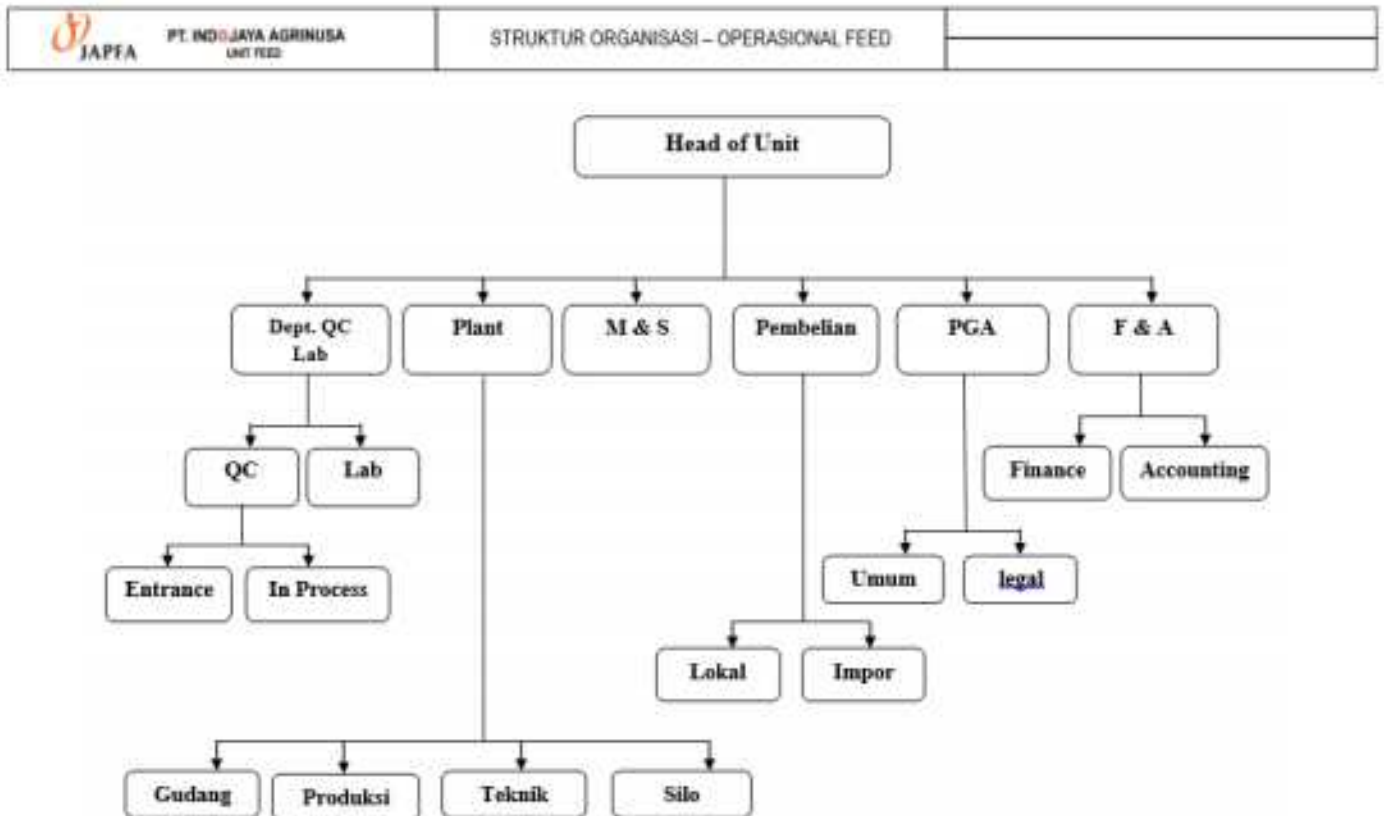 JAPFA
PT. INDOJAYA AGRINUSA
UNIT FEED
STRUKTUR ORGANISASI – OPERASIONAL FEED
Head of Unit
Dept. QC
Lab
Plant
M & S
Pembelian
PGA
F & A
QC
Lab
Finance
Accounting
Entrance
In Process
Umum
legal
Lokal
Impor
Gudang
Produksi
Teknik
Silo